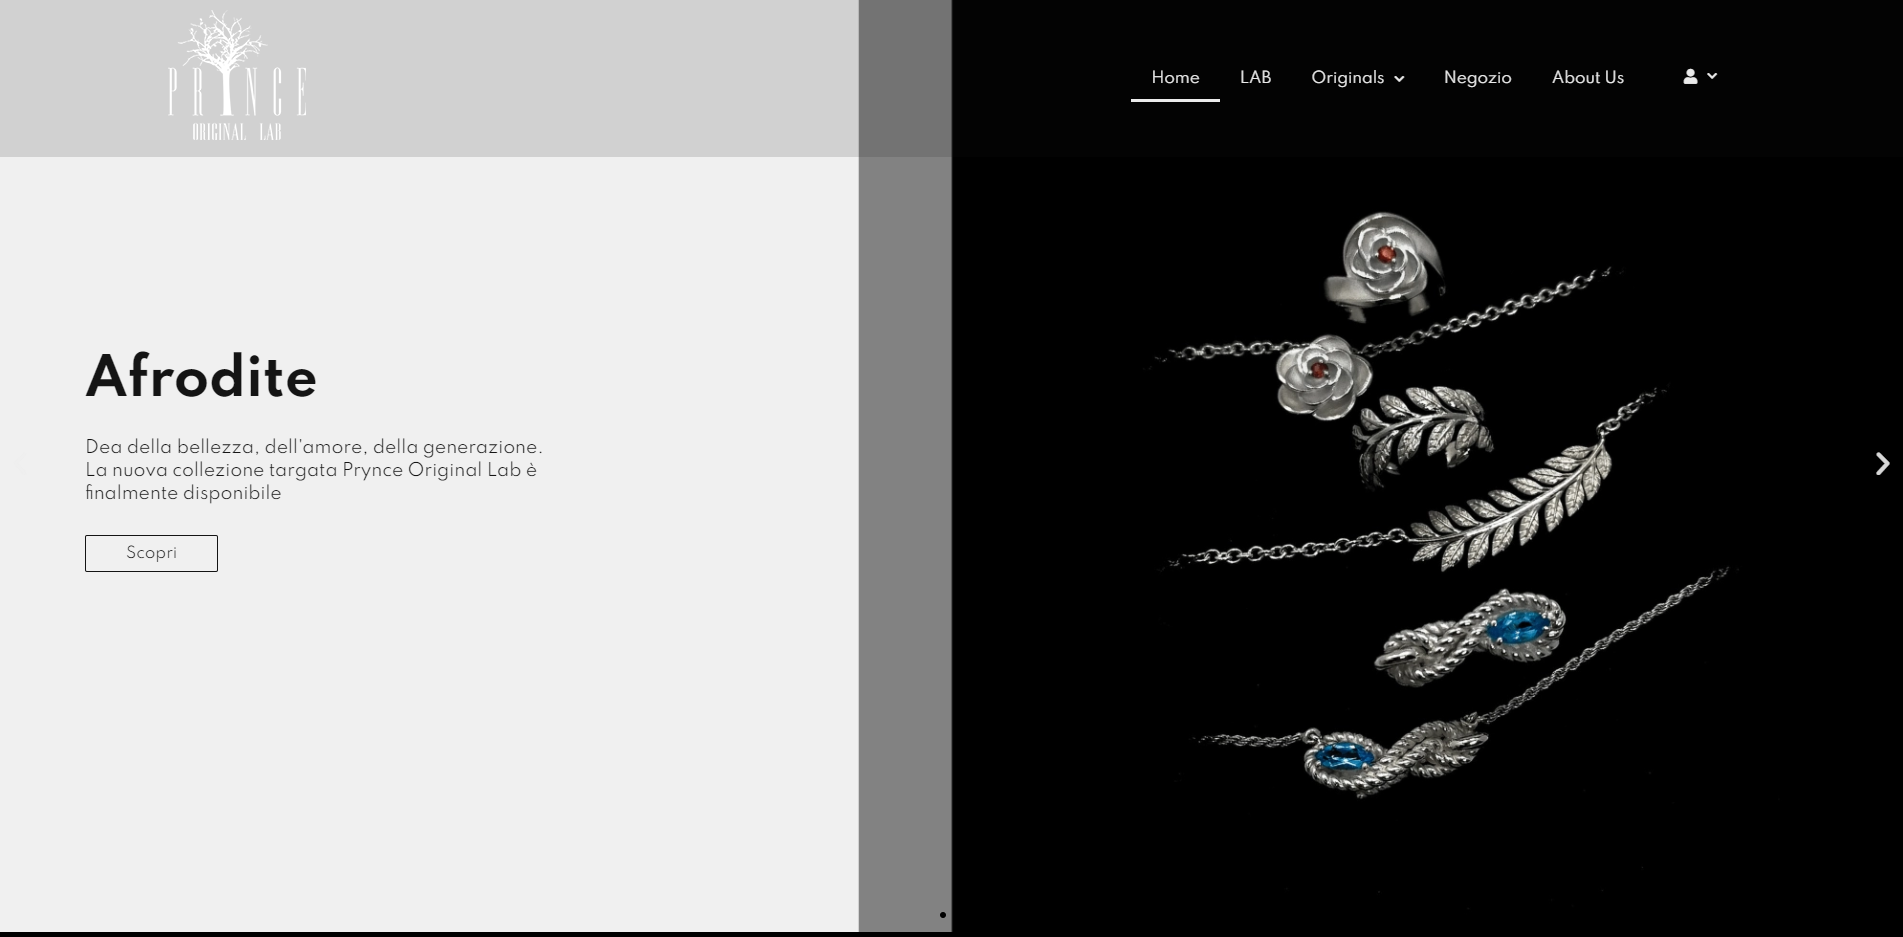 PRYNCE
ORIGINAL LAB
Home LAB Originals Negozio About Us
Afrodite
Dea della bellezza, dell'amore, della generazione.
La nuova collezione targata Prynce Original Lab è
finalmente disponibile
Scopri